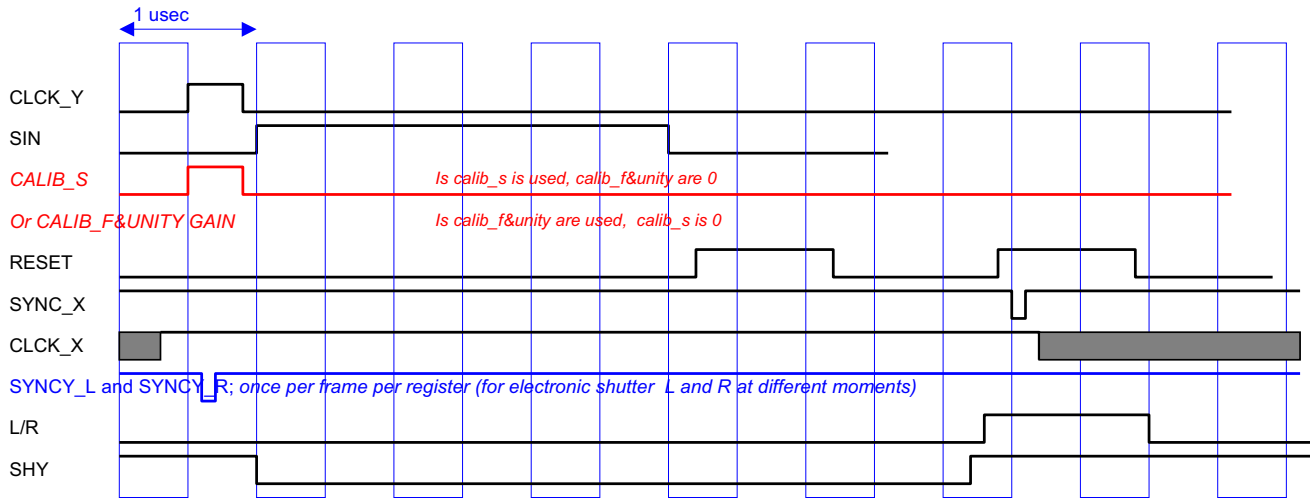 1 usec
CLCK_Y
SIN
CALIB_S Is calib_s is used, calib_f&unity are 0
Or CALIB_F&UNITY GAIN Is calib_f&unity are used, calib_s is 0
RESET
SYNC_X
CLCK_X
SYNCY_L and SYNCY_R; once per frame per register (for electronic shutter L and R at different moments)
L/R
SHY